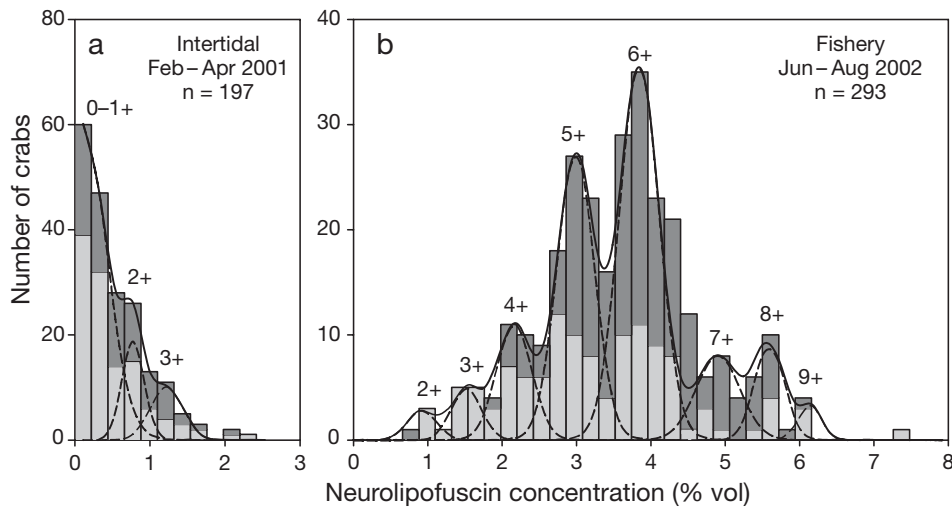 a
Intertidal
Feb–Apr 2001
n = 197
0–1+
2+
3+
80
60
40
20
0
0 1 2 3
Number of crabs
b
Fishery
Jun–Aug 2002
n = 293
2+
3+
4+
5+
6+
7+
8+
9+
40
30
20
10
0
0 1 2 3 4 5 6 7 8
Neurolipofuscin concentration (% vol)